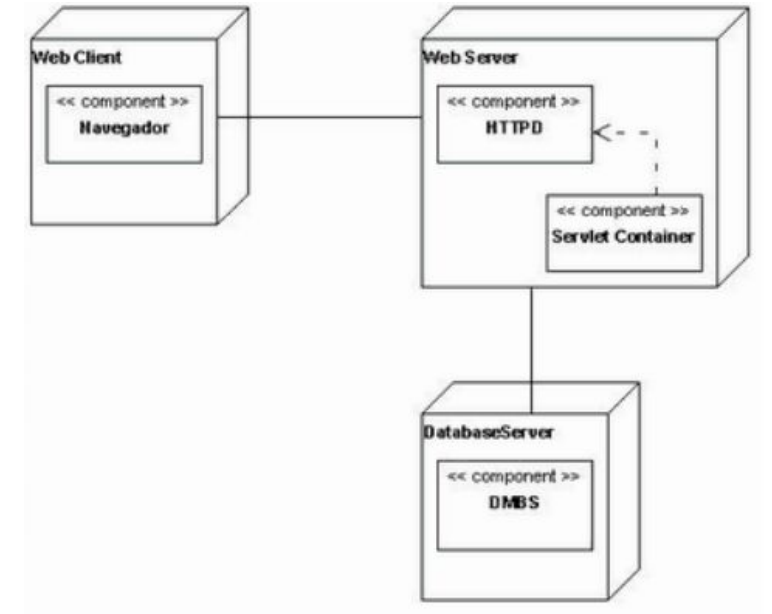 Web Client
<< component >>
Navegador
Web Server
<< component >>
HTTPD
<< component >>
Servlet Container
DatabaseServer
<< component >>
DMBS